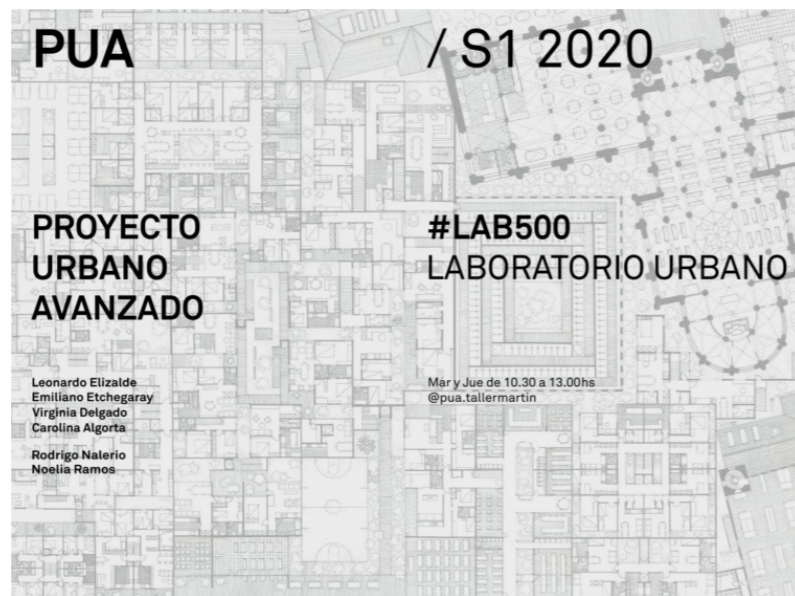 PUA
/ S1 2020
PROYECTO
URBANO
AVANZADO
#LAB500
LABORATORIO URBANO
Leonardo Elizalde
Emiliano Etchegaray
Virginia Delgado
Carolina Algorta
Rodrigo Nalerio
Noelia Ramos
Mar y Jue de 10.30 a 13.00hs
@pua.tallermartin